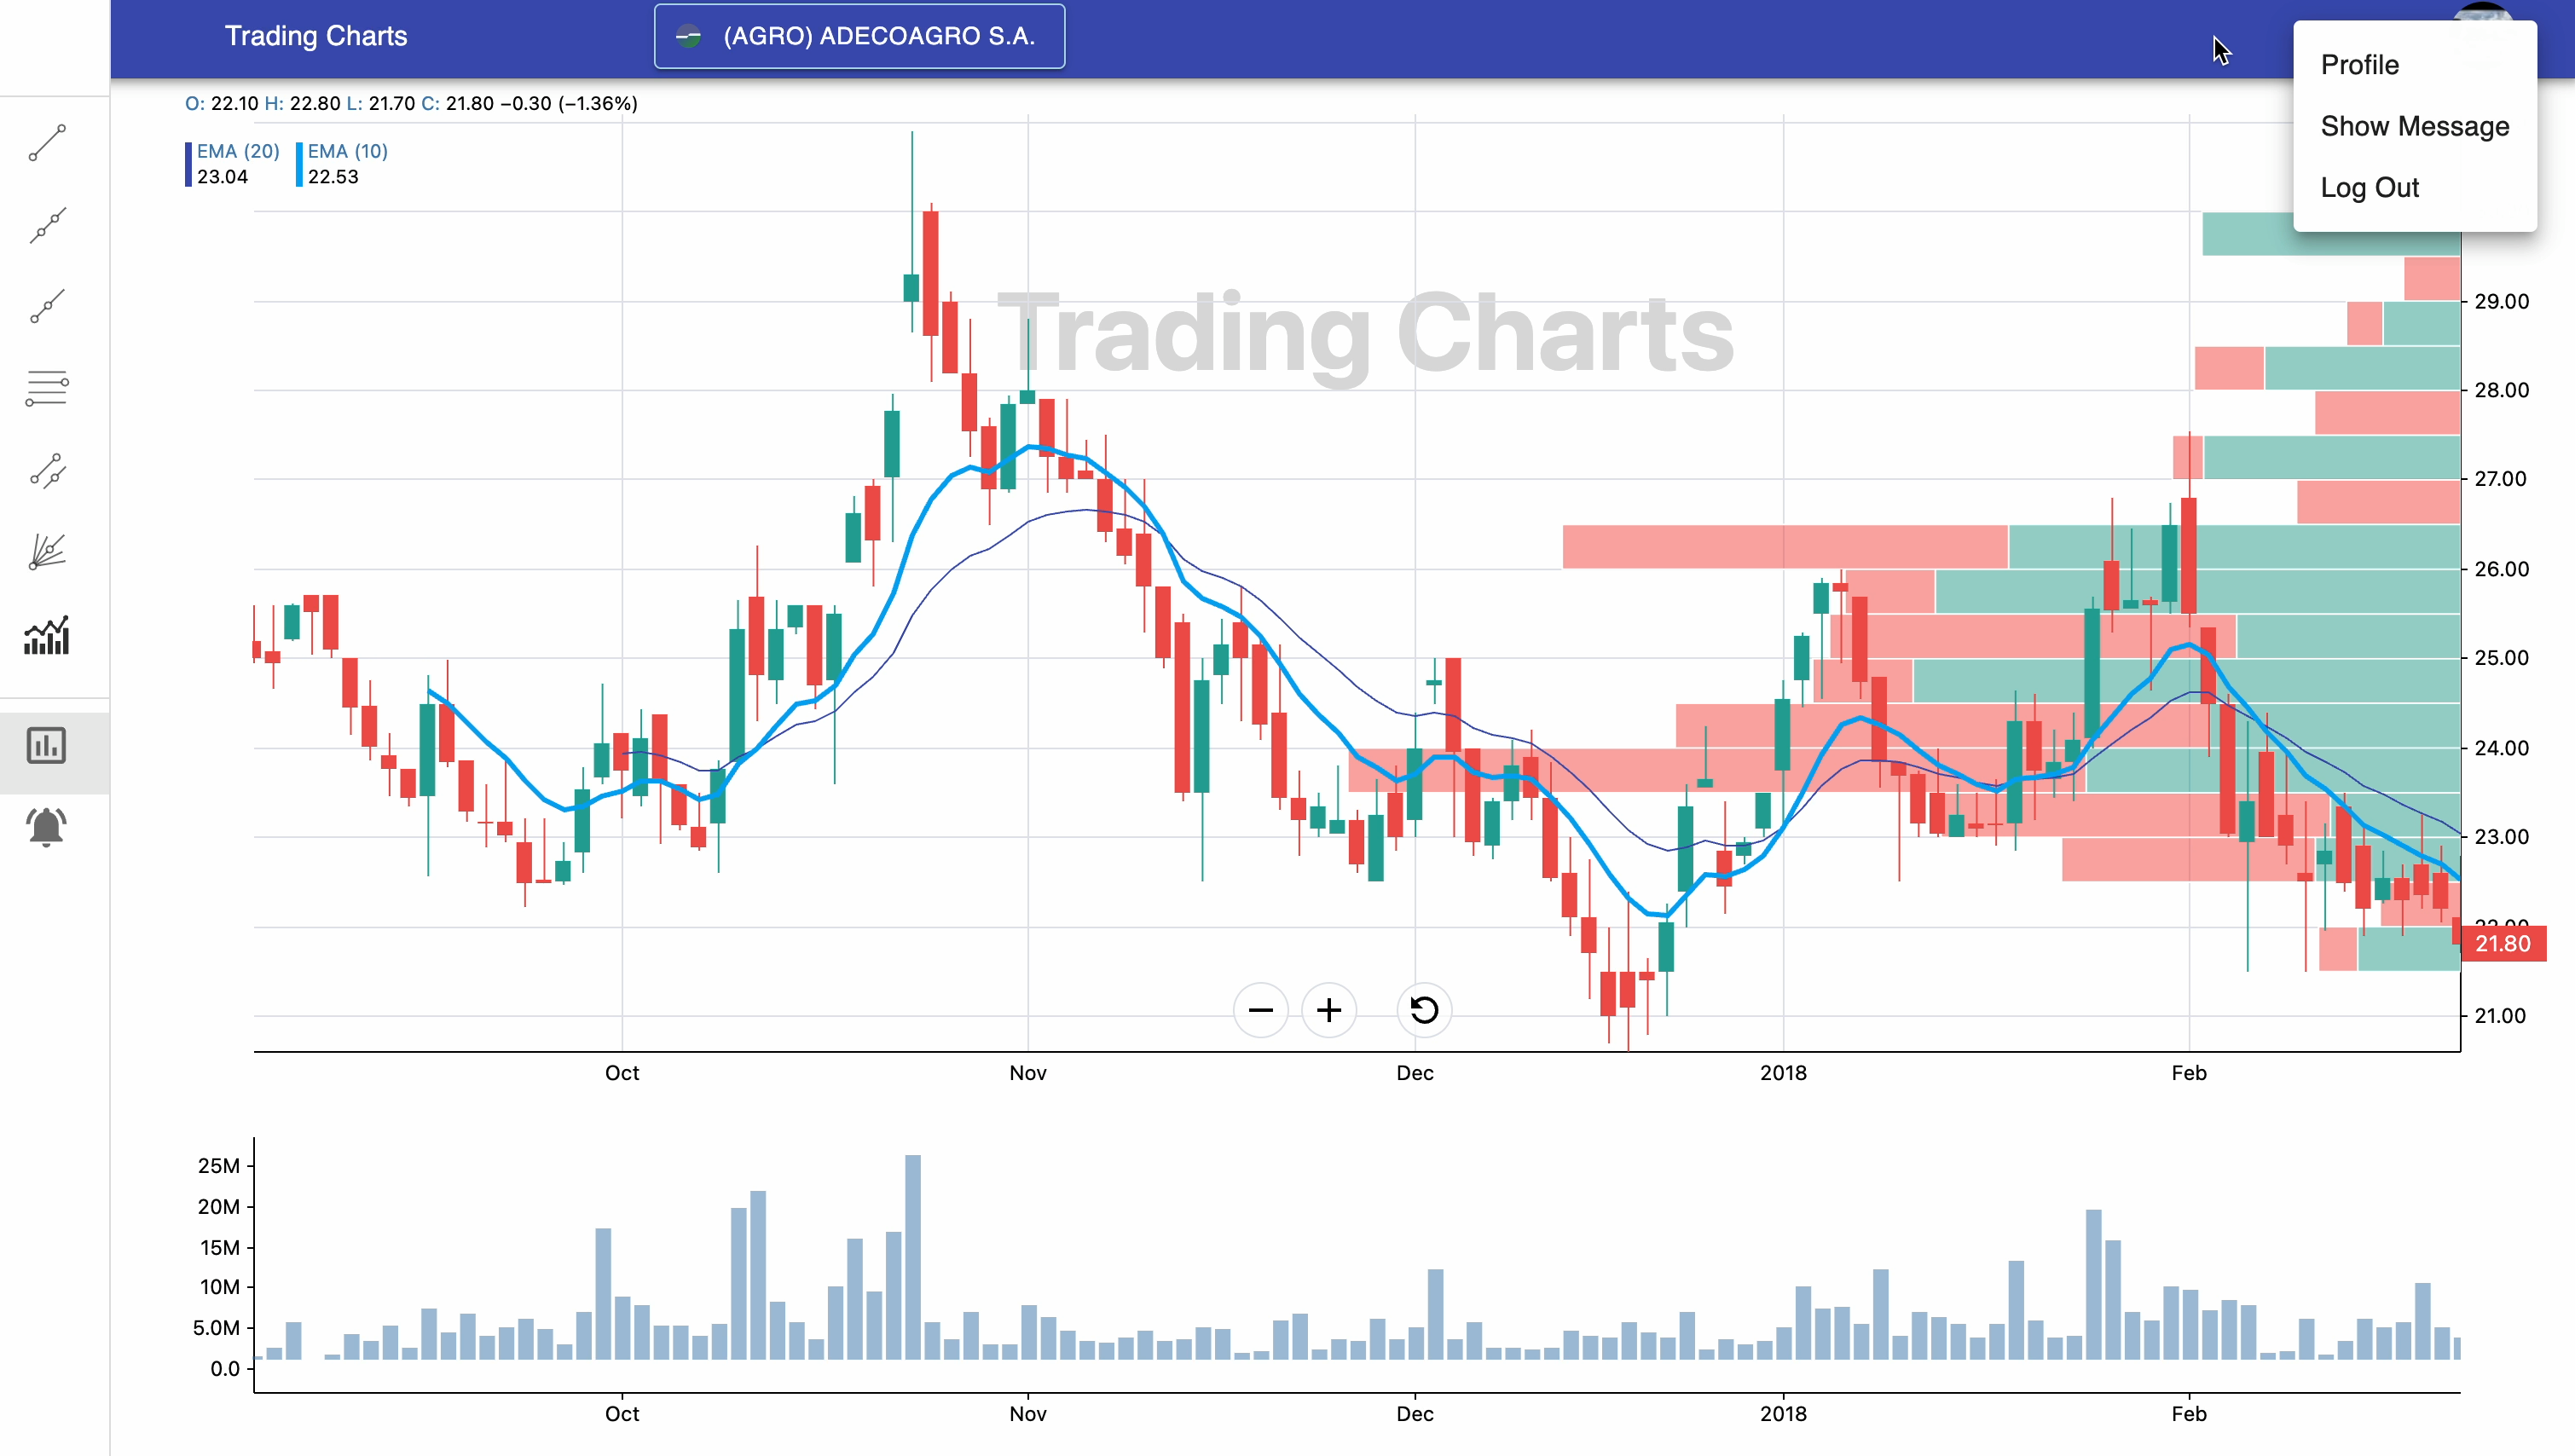 Trading Charts
(AGRO) ADECOAGRO S.A.
Profile
Show Message
Log Out
O: 22.10 H: 22.80 L: 21.70 C: 21.80 −0.30 (−1.36%)
EMA (20) EMA (10)
23.04 22.53
Trading Charts
29.00
28.00
27.00
26.00
25.00
24.00
23.00
22.00
21.80
21.00
Oct Nov Dec 2018 Feb
25M
20M
15M
10M
5.0M
0.0
Oct Nov Dec 2018 Feb